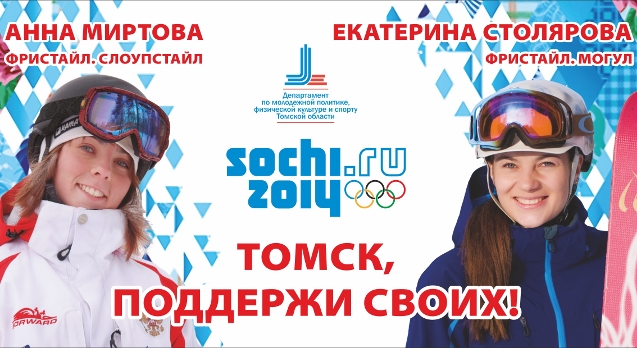 АННА МИРТОВА
ФРИСТАЙЛ. СЛОУПСТАЙЛ
ЕКАТЕРИНА СТОЛЯРОВА
ФРИСТАЙЛ. МОГУЛ
Департамент
по молодежной политике,
физической культуре и спорту
Томской области
sochi.ru
2014
ТОМСК,
ПОДДЕРЖИ СВОИХ!
FORWARD